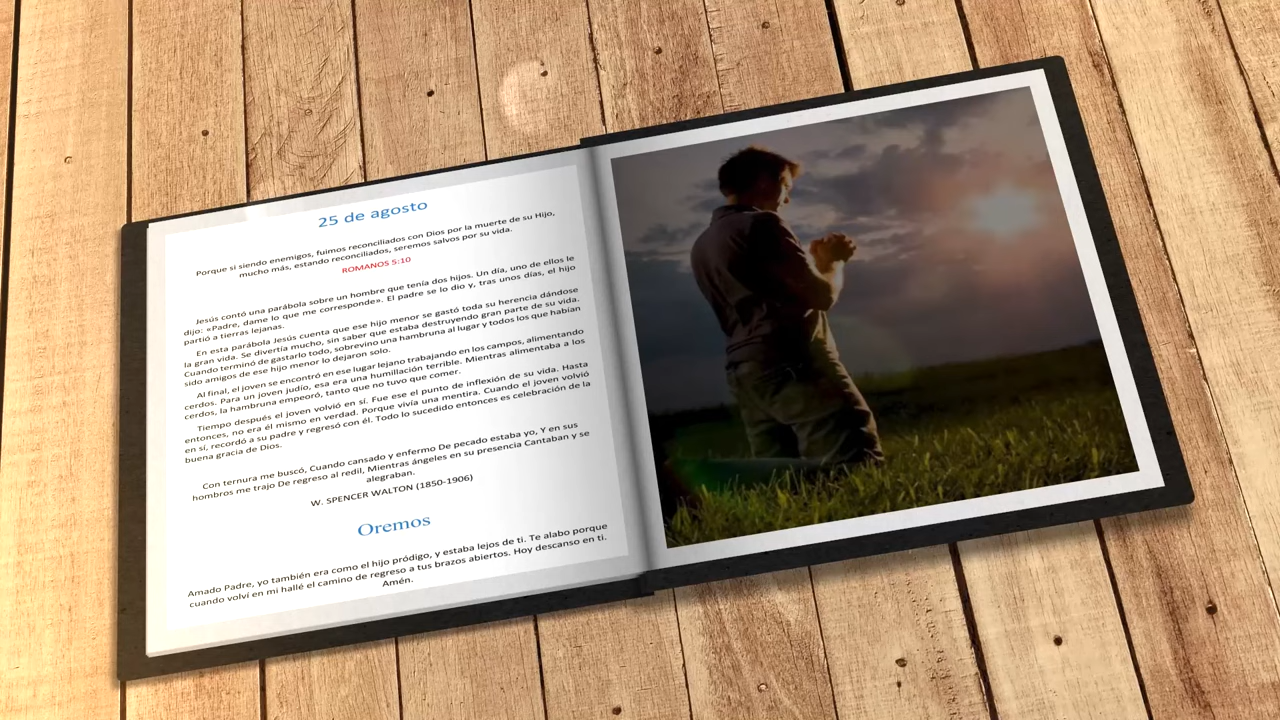 25 de agosto
Porque si siendo enemigos, fuimos reconciliados con Dios por la muerte de su Hijo,
mucho más, estando reconciliados, seremos salvos por su vida.
ROMANOS 5:10
Jesús contó una parábola sobre un hombre que tenía dos hijos. Un día, uno de ellos le
dijo: «Padre, dame lo que me corresponde». El padre se lo dio y, tras unos días, el hijo
partió a tierras lejanas.
En esta parábola Jesús cuenta que ese hijo menor se gastó toda su herencia dándose
la gran vida. Se divertía mucho, sin saber que estaba destruyendo gran parte de su vida.
Cuando terminó de gastarlo todo, sobrevino una hambruna al lugar y todos los que habían
sido amigos de ese hijo menor lo dejaron solo.
Al final, el joven se encontró en ese lugar lejano trabajando en los campos, alimentando
cerdos. Para un joven judío, esa era una humillación terrible. Mientras alimentaba a los
cerdos, la hambruna empeoró, tanto que no tuvo que comer.
Tiempo después el joven volvió en sí. Fue ese el punto de inflexión de su vida. Hasta
entonces, no era él mismo en verdad. Porque vivía una mentira. Cuando el joven volvió
en sí, recordó a su padre y regresó con él. Todo lo sucedido entonces es celebración de la
buena gracia de Dios.
Con ternura me buscó, Cuando cansado y enfermo De pecado estaba yo, Y en sus
hombros me trajo De regreso al redil, Mientras ángeles en su presencia Cantaban y se
alegraban.
W. SPENCER WALTON (1850-1906)
Oremos
Amado Padre, yo también era como el hijo pródigo, y estaba lejos de ti. Te alabo porque
cuando volví en mi hallé el camino de regreso a tus brazos abiertos. Hoy descanso en ti.
Amén.